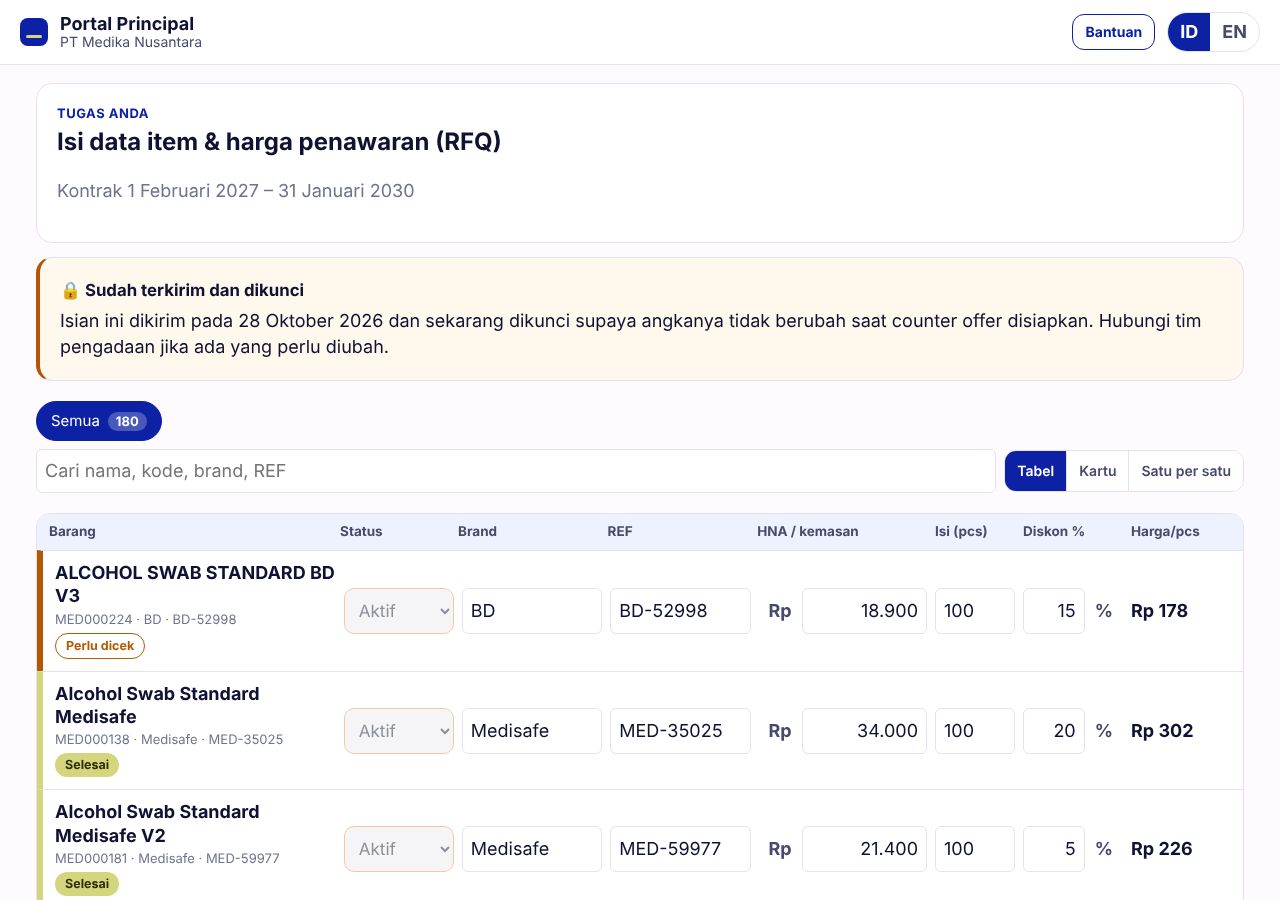 Portal Principal
PT Medika Nusantara
Bantuan
ID EN
TUGAS ANDA
Isi data item & harga penawaran (RFQ)
Kontrak 1 Februari 2027 – 31 Januari 2030
🔒 Sudah terkirim dan dikunci
Isian ini dikirim pada 28 Oktober 2026 dan sekarang dikunci supaya angkanya tidak berubah saat counter offer disiapkan. Hubungi tim
pengadaan jika ada yang perlu diubah.
Semua 180
Cari nama, kode, brand, REF
Tabel Kartu Satu per satu
Barang Status Brand REF HNA / kemasan Isi (pcs) Diskon % Harga/pcs
ALCOHOL SWAB STANDARD BD
V3
MED000224 · BD · BD-52998
Perlu dicek
Aktif BD BD-52998 Rp 18.900 100 15 % Rp 178
Alcohol Swab Standard
Medisafe
MED000138 · Medisafe · MED-35025
Selesai
Aktif Medisafe MED-35025 Rp 34.000 100 20 % Rp 302
Alcohol Swab Standard
Medisafe V2
MED000181 · Medisafe · MED-59977
Selesai
Aktif Medisafe MED-59977 Rp 21.400 100 5 % Rp 226